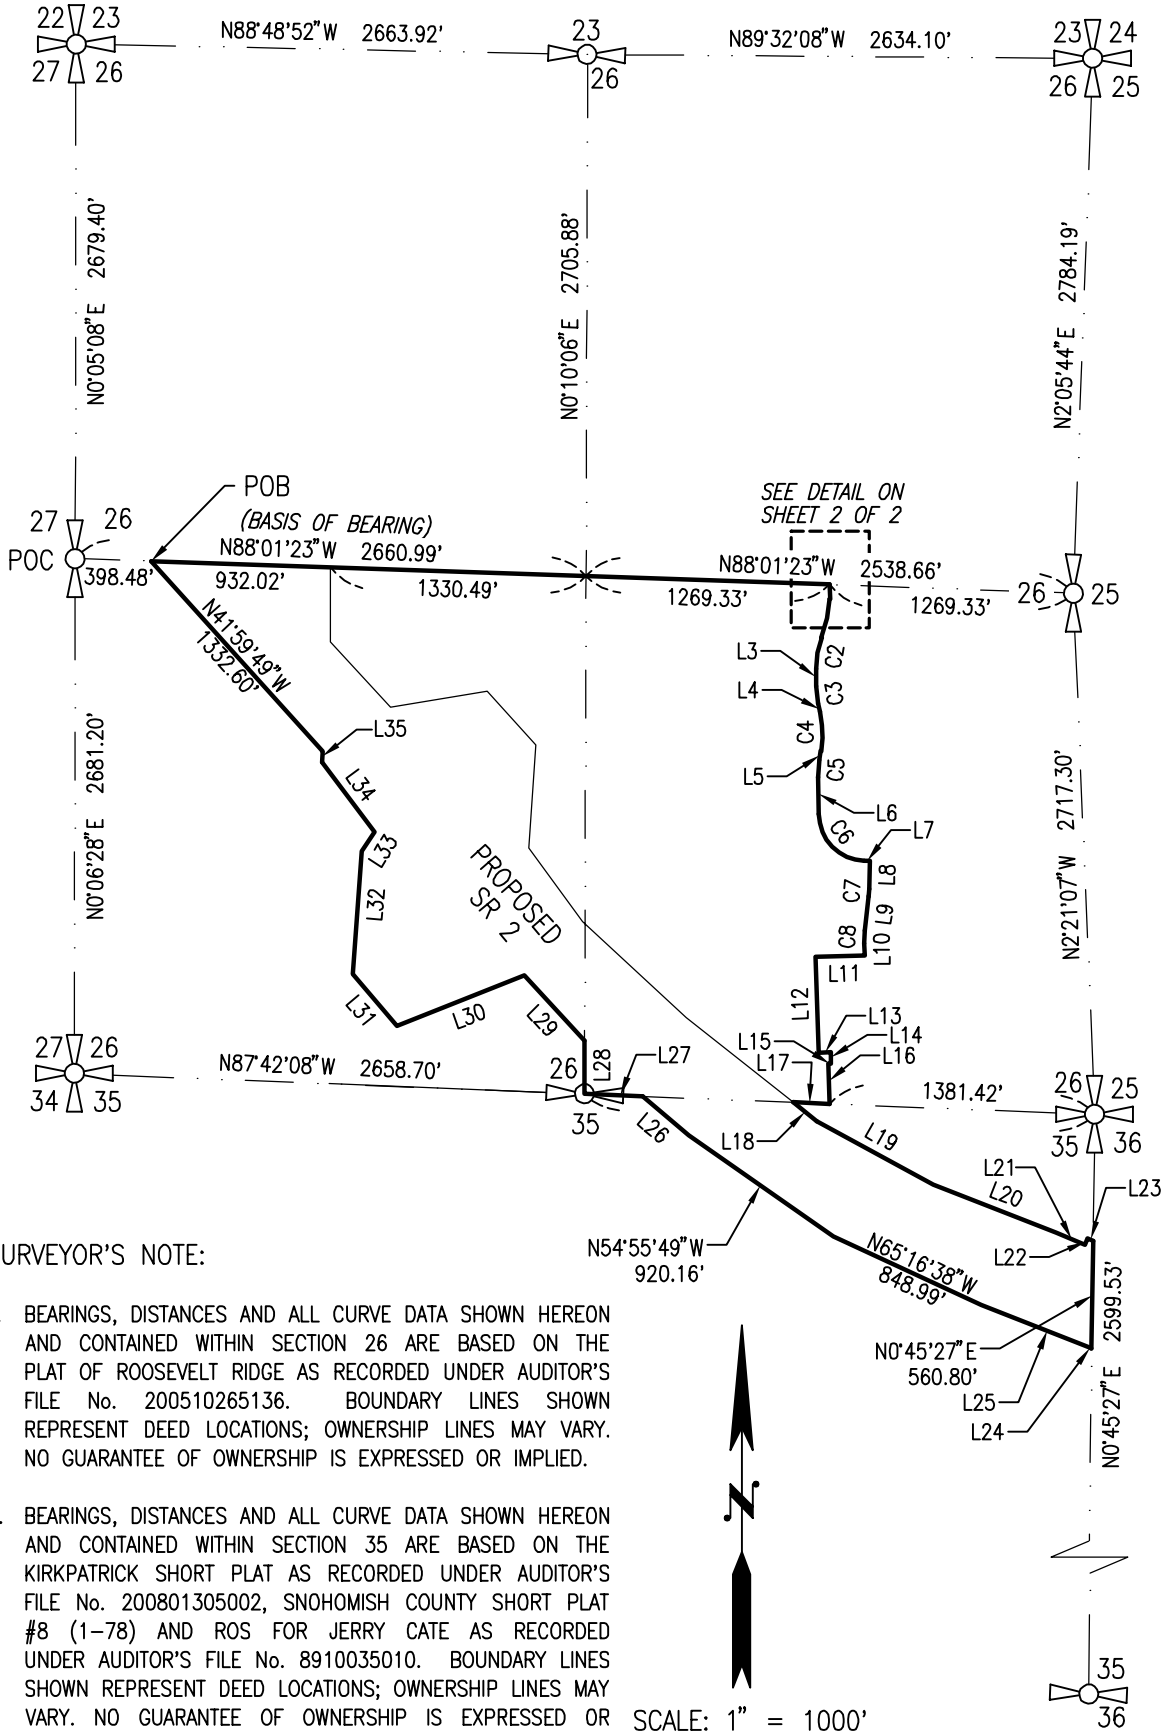 22 23
27 26
N88°48'52"W 2663.92'
23
26
N89°32'08"W 2634.10'
23 24
26 25
N0°05'08"E 2679.40'
N0°10'06"E 2705.88'
N2°05'44"E 2784.19'
POB
(BASIS OF BEARING)
N88°01'23"W 2660.99'
27 26
POC
398.48'
932.02'
1330.49'
SEE DETAIL ON
SHEET 2 OF 2
N88°01'23"W 2538.66'
1269.33'
1269.33'
26 25
N41°59'49"W
1332.60'
L3
C2
L4
C3
C4
L5
C5
L6
C6
L7
L35
L34
L33
L32
L31
L30
L29
L28
PROPOSED
SR 2
C7
L8
L9
C8
L10
L11
L12
L13
L14
L15
L16
L17
N0°06'28"E 2681.20'
N2°21'07"W 2717.30'
27 26
34 35
N87°42'08"W 2658.70'
26
35
L27
L26
L18
L19
1381.42'
26 25
35 36
L20
L21
L22
L23
N54°55'49"W
920.16'
N65°16'38"W
848.99'
N0°45'27"E
560.80'
L25
L24
N0°45'27"E 2599.53'
35
36
URVEYOR'S NOTE:
. BEARINGS, DISTANCES AND ALL CURVE DATA SHOWN HEREON
AND CONTAINED WITHIN SECTION 26 ARE BASED ON THE
PLAT OF ROOSEVELT RIDGE AS RECORDED UNDER AUDITOR'S
FILE No. 200510265136. BOUNDARY LINES SHOWN
REPRESENT DEED LOCATIONS; OWNERSHIP LINES MAY VARY.
NO GUARANTEE OF OWNERSHIP IS EXPRESSED OR IMPLIED.
. BEARINGS, DISTANCES AND ALL CURVE DATA SHOWN HEREON
AND CONTAINED WITHIN SECTION 35 ARE BASED ON THE
KIRKPATRICK SHORT PLAT AS RECORDED UNDER AUDITOR'S
FILE No. 200801305002, SNOHOMISH COUNTY SHORT PLAT
#8 (1-78) AND ROS FOR JERRY CATE AS RECORDED
UNDER AUDITOR'S FILE No. 8910035010. BOUNDARY LINES
SHOWN REPRESENT DEED LOCATIONS; OWNERSHIP LINES MAY
VARY. NO GUARANTEE OF OWNERSHIP IS EXPRESSED OR
N
SCALE: 1" = 1000'